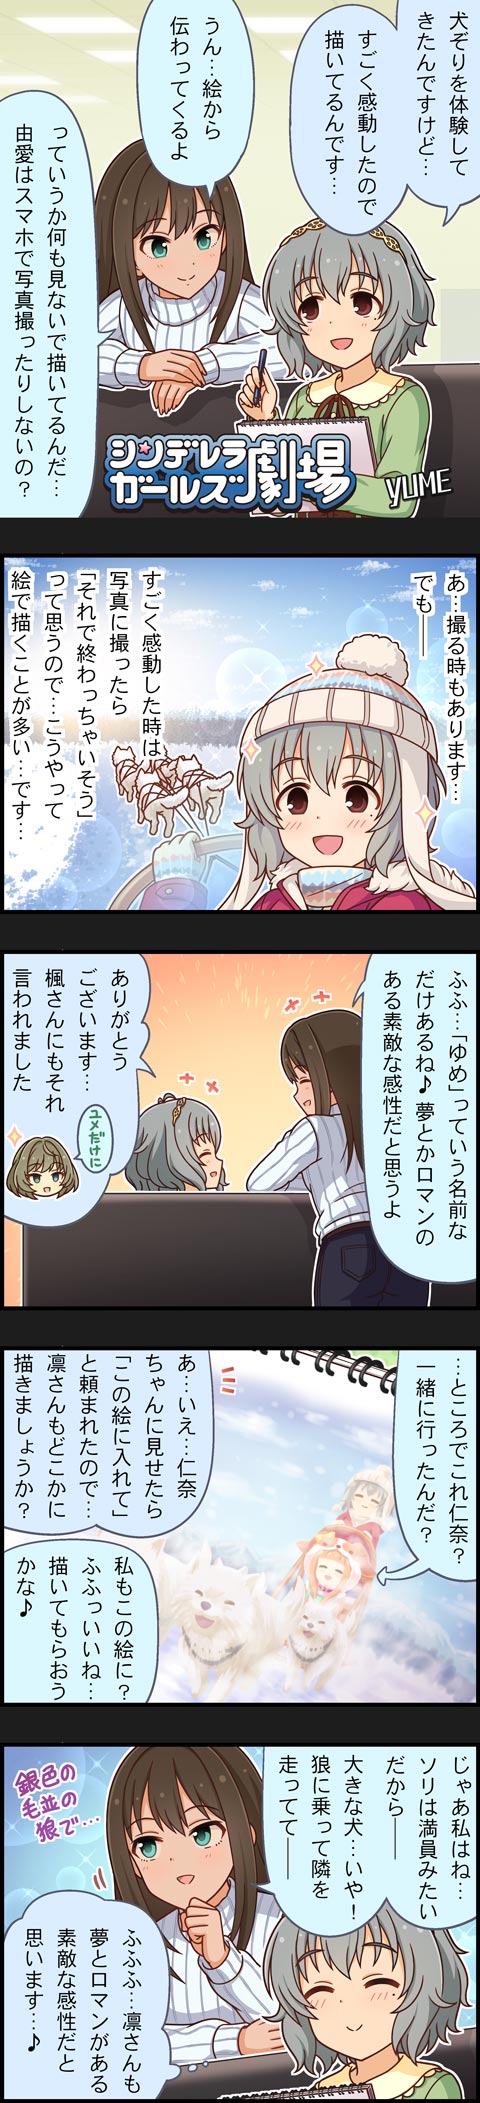 犬ぞりを体験して
きたんですけど…
すごく感動したので
描いてるんです…
うん…絵から
伝わってくるよ
っていうか何も見ないで描いてるんだ…
由愛はスマホで写真撮ったりしないの？
シンデレラ
ガールズ劇場
YUME
あ…撮る時もあります…
でも──
すごく感動した時は
写真に撮ったら
「それで終わっちゃいそう」
って思うので…こうやって
絵で描くことが多い…です…
ふふ…「ゆめ」っていう名前な
だけあるね♪夢とかロマンの
ある素敵な感性だと思うよ
ありがとう
ございます…
楓さんにもそれ
言われました
ユメだけに
…ところでこれ仁奈？
一緒に行ったんだ？
あ…いえ…仁奈
ちゃんに見せたら
「この絵に入れて」
と頼まれたので…
凛さんもどこかに
描きましょうか？
私もこの絵に？
ふふっいいね…
描いてもらおう
かな♪
じゃあ私はね…
ソリは満員みたい
だから──
大きな犬…いや！
狼に乗って隣を
走ってて──
銀色の
毛並の
狼で…
ふふふ…凛さんも
夢とロマンがある
素敵な感性だと
思います…♪